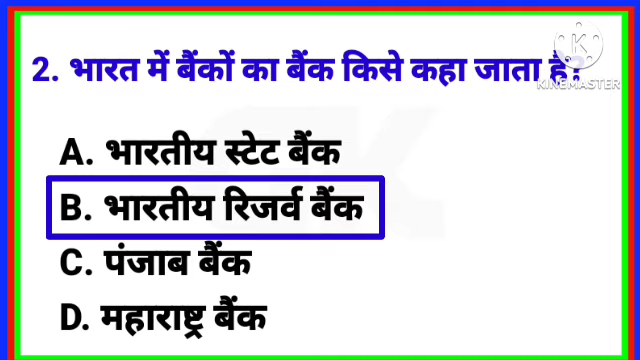 2. भारत में बैंकों का बैंक किसे कहा जाता है?
KINEMASTER
A. भारतीय स्टेट बैंक
B. भारतीय रिजर्व बैंक
C. पंजाब बैंक
D. महाराष्ट्र बैंक